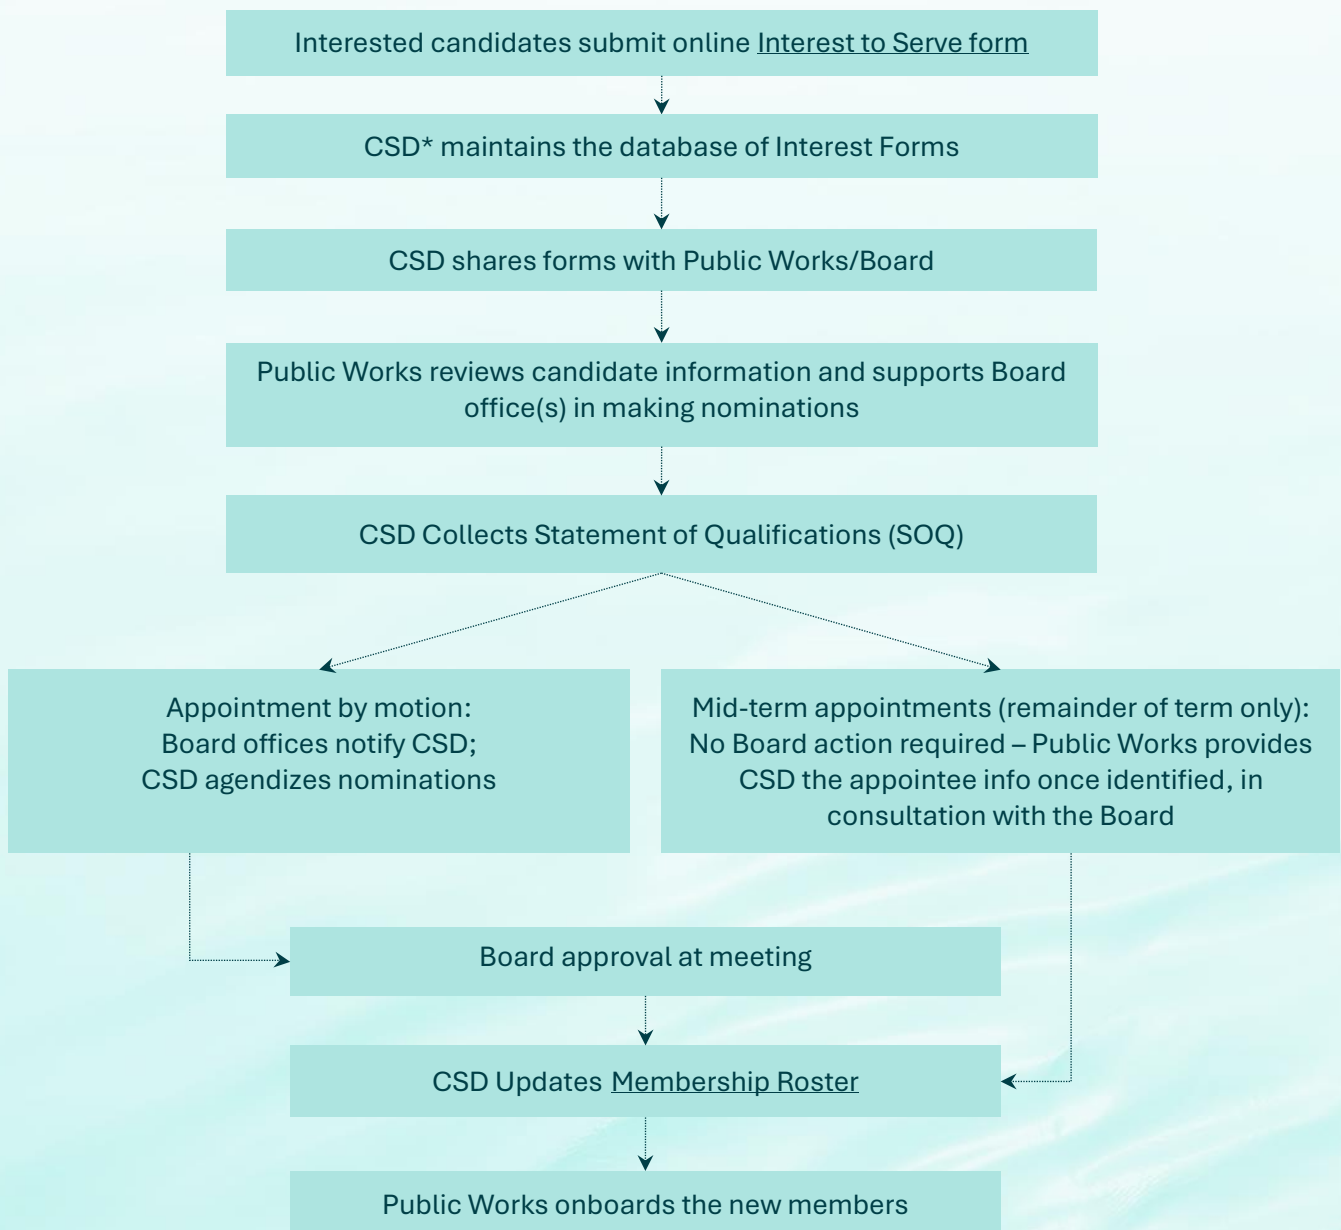 Interested candidates submit online Interest to Serve form
CSD* maintains the database of Interest Forms
CSD shares forms with Public Works/Board
Public Works reviews candidate information and supports Board
office(s) in making nominations
CSD Collects Statement of Qualifications (SOQ)
Appointment by motion:
Board offices notify CSD;
CSD agendizes nominations
Mid-term appointments (remainder of term only):
No Board action required – Public Works provides
CSD the appointee info once identified, in
consultation with the Board
Board approval at meeting
CSD Updates Membership Roster
Public Works onboards the new members